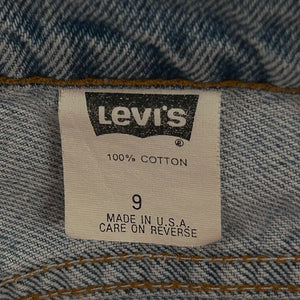 Levi's ®
100% COTTON
9
MADE IN U.S.A.
CARE ON REVERSE